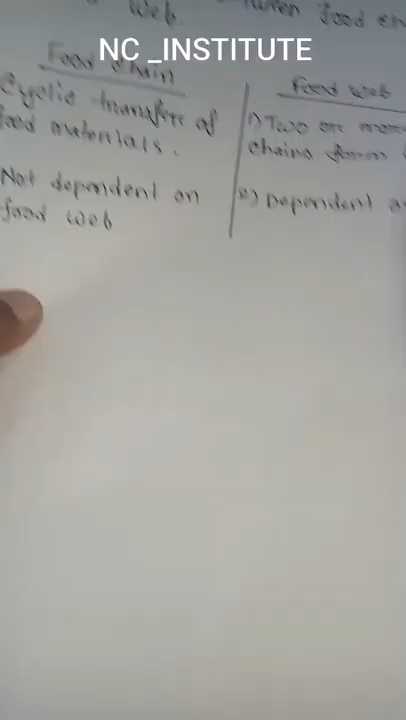 Web
food
NC _INSTITUTE
Food Chain
Cyclic transfer of
food materials.
Not dependent on
food web
Food web
1) Two or more
chains form
2) Dependent